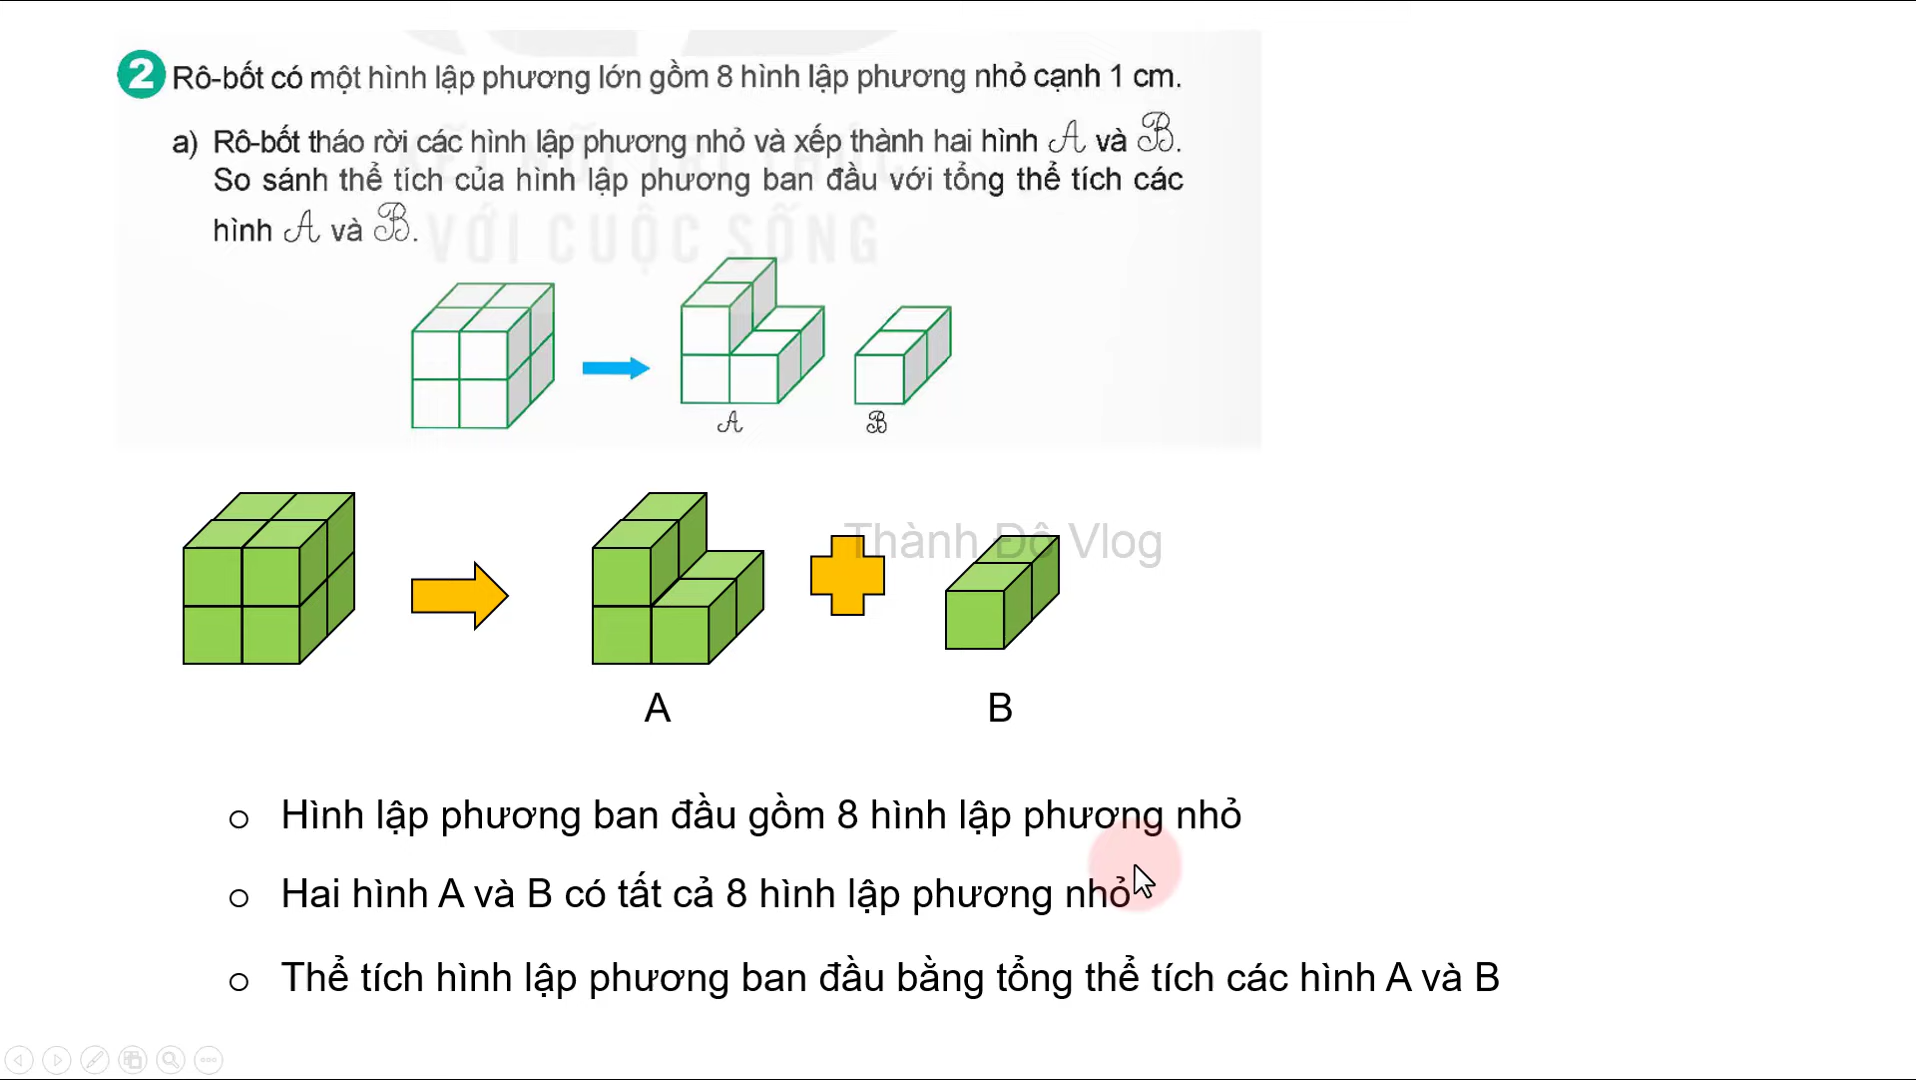 2 Rô-bốt có một hình lập phương lớn gồm 8 hình lập phương nhỏ cạnh 1 cm.
a) Rô-bốt tháo rời các hình lập phương nhỏ và xếp thành hai hình A và B.
So sánh thể tích của hình lập phương ban đầu với tổng thể tích các
hình A và B.
VỚI CUỘC SỐNG
A B
Thành Đô Vlog
A B
Hình lập phương ban đầu gồm 8 hình lập phương nhỏ
Hai hình A và B có tất cả 8 hình lập phương nhỏ
Thể tích hình lập phương ban đầu bằng tổng thể tích các hình A và B